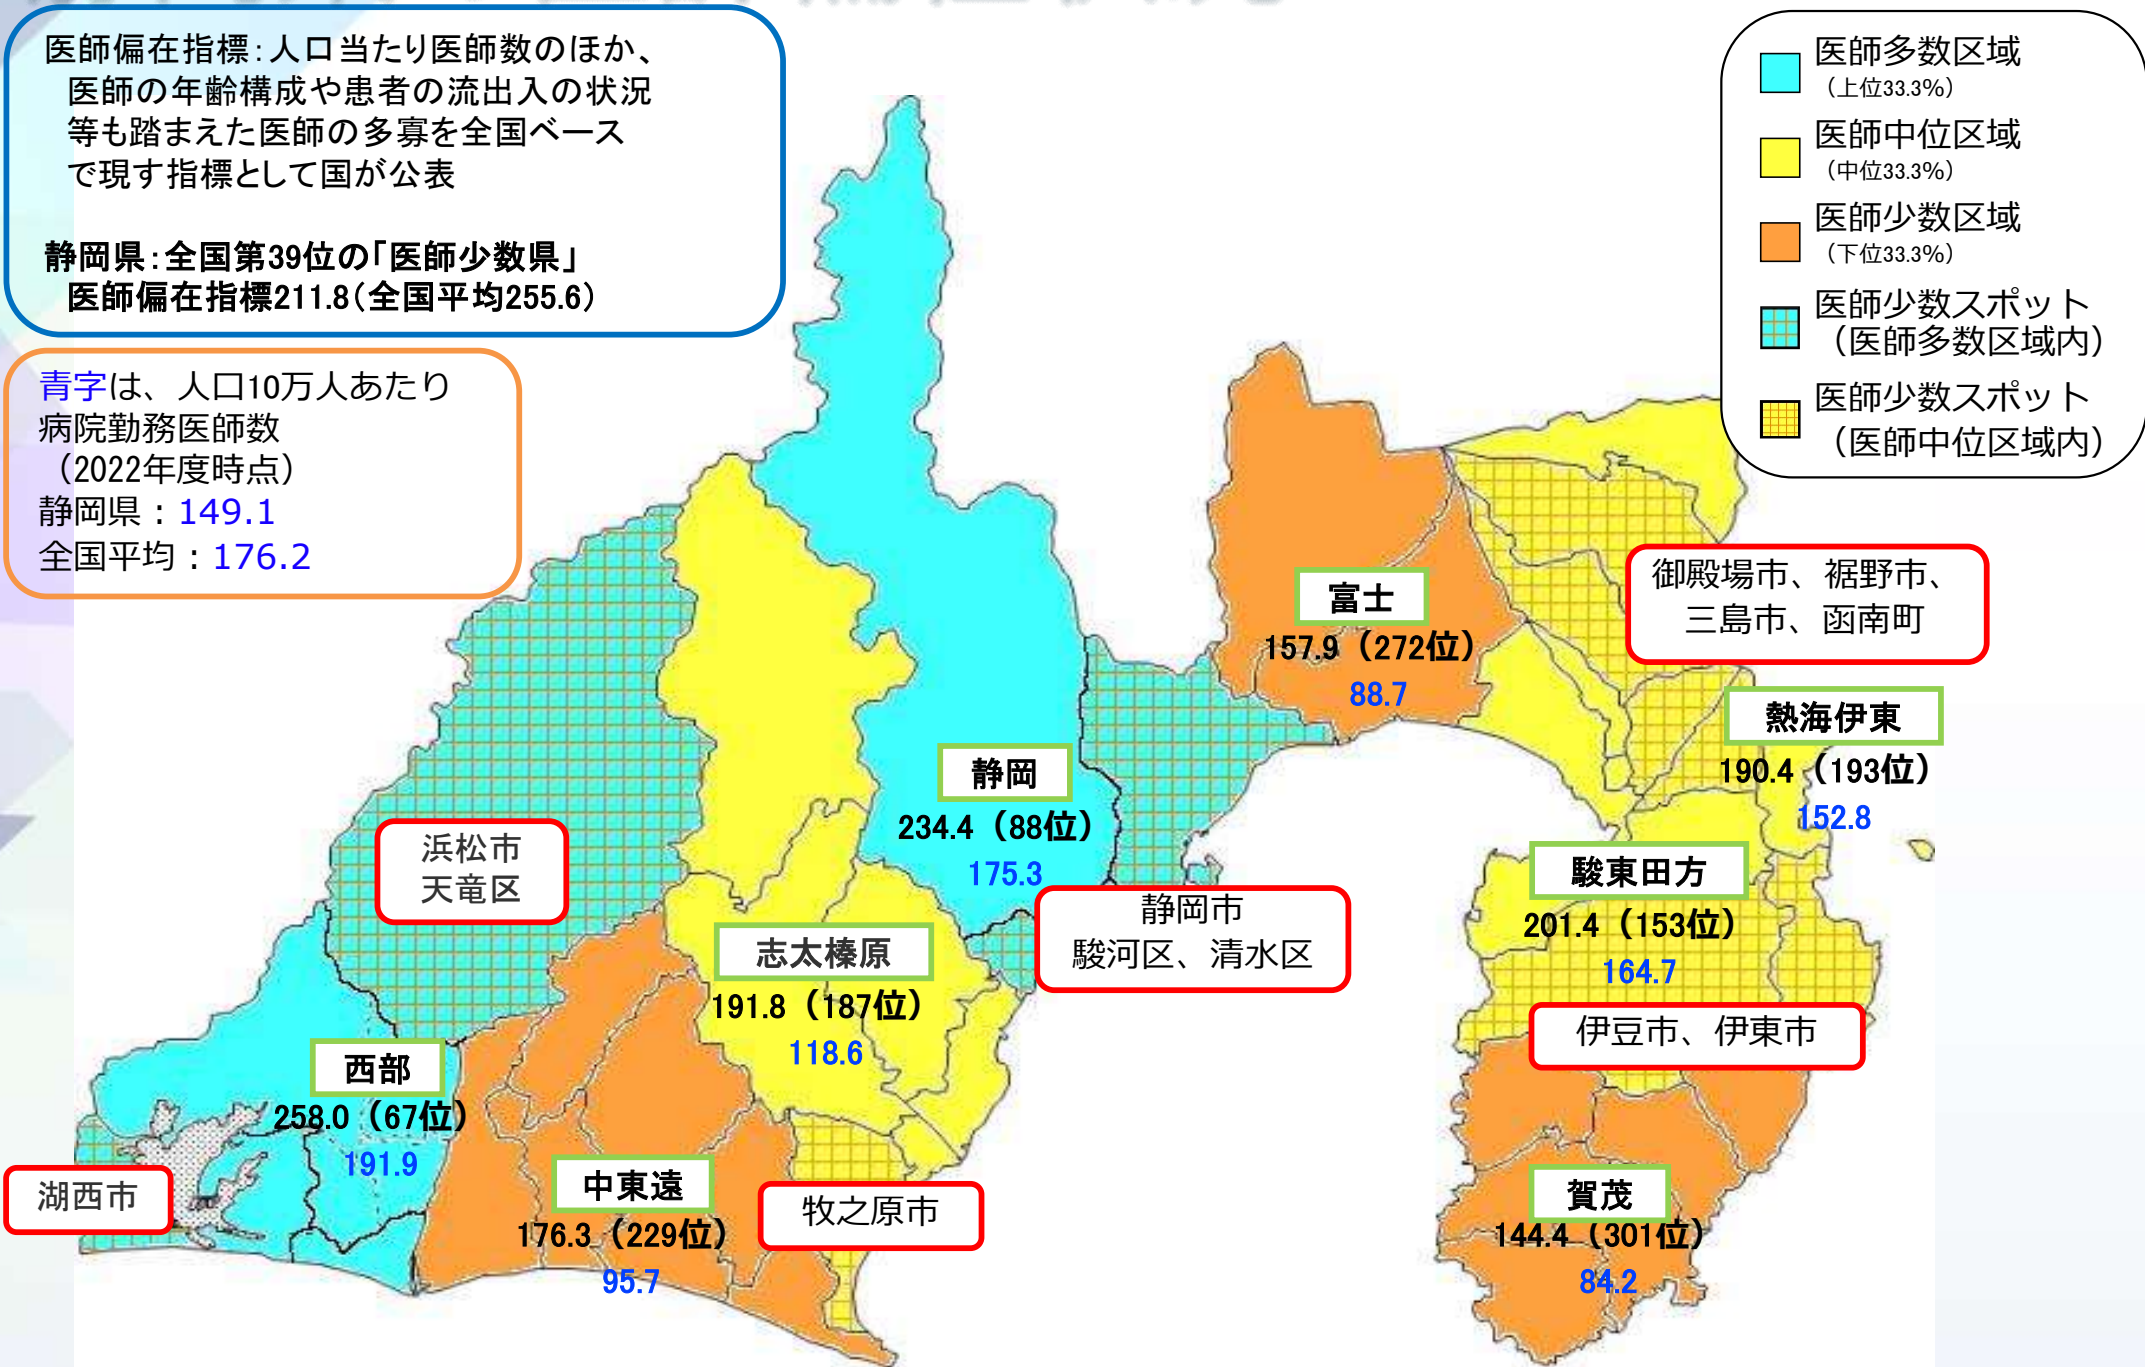 医師偏在指標：人口当たり医師数のほか、
医師の年齢構成や患者の流出入の状況
等も踏まえた医師の多寡を全国ベース
で現す指標として国が公表
静岡県：全国第39位の「医師少数県」
医師偏在指標211.8（全国平均255.6）
青字は、人口10万人あたり
病院勤務医師数
（2022年度時点）
静岡県：149.1
全国平均：176.2
医師多数区域
（上位33.3%）
医師中位区域
（中位33.3%）
医師少数区域
（下位33.3%）
医師少数スポット
（医師多数区域内）
医師少数スポット
（医師中位区域内）
富士
157.9（272位）
88.7
御殿場市、裾野市、
三島市、函南町
熱海伊東
190.4（193位）
152.8
静岡
234.4（88位）
175.3
静岡市
駿河区、清水区
浜松市
天竜区
志太榛原
191.8（187位）
118.6
駿東田方
201.4（153位）
164.7
伊豆市、伊東市
西部
258.0（67位）
191.9
湖西市
中東遠
176.3（229位）
95.7
牧之原市
賀茂
144.4（301位）
84.2